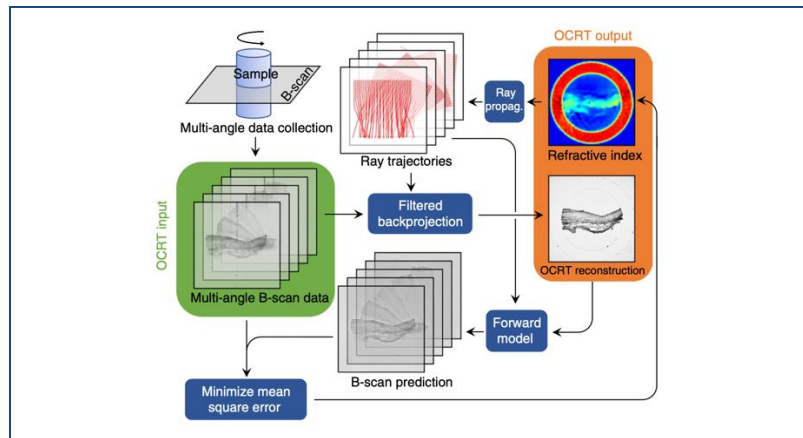 OCRT output
Sample
B-scan
Multi-angle data collection
Ray
propag.
Ray trajectories
Refractive index
OCRT input
Filtered
backprojection
Multi-angle B-scan data
OCRT reconstruction
Forward
model
B-scan prediction
Minimize mean
square error